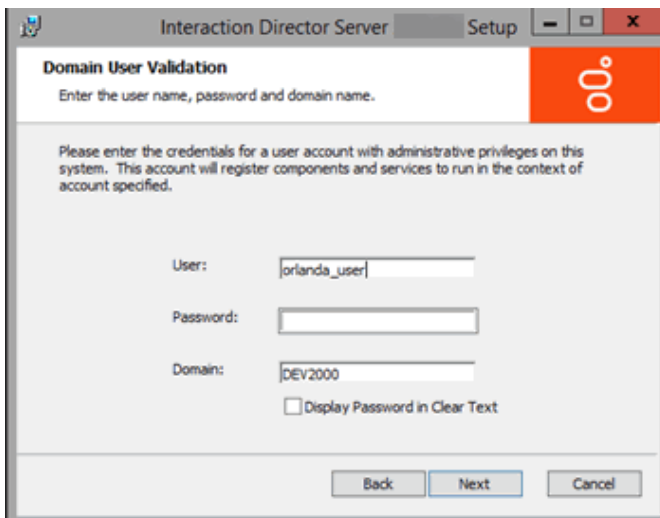 Interaction Director Server Setup
Domain User Validation
Enter the user name, password and domain name.
Please enter the credentials for a user account with administrative privileges on this
system. This account will register components and services to run in the context of
account specified.
User:
orlanda_user
Password:
Domain:
DEV2000
Display Password in Clear Text
Back
Next
Cancel